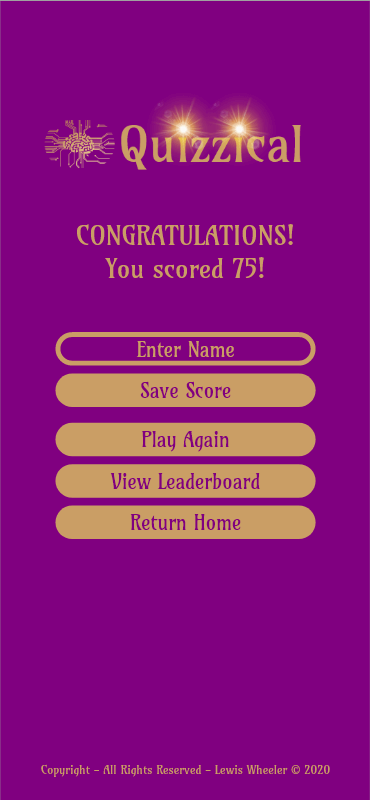 Quizzical
CONGRATULATIONS!
You scored 75!
Enter Name
Save Score
Play Again
View Leaderboard
Return Home
Copyright - All Rights Reserved - Lewis Wheeler © 2020